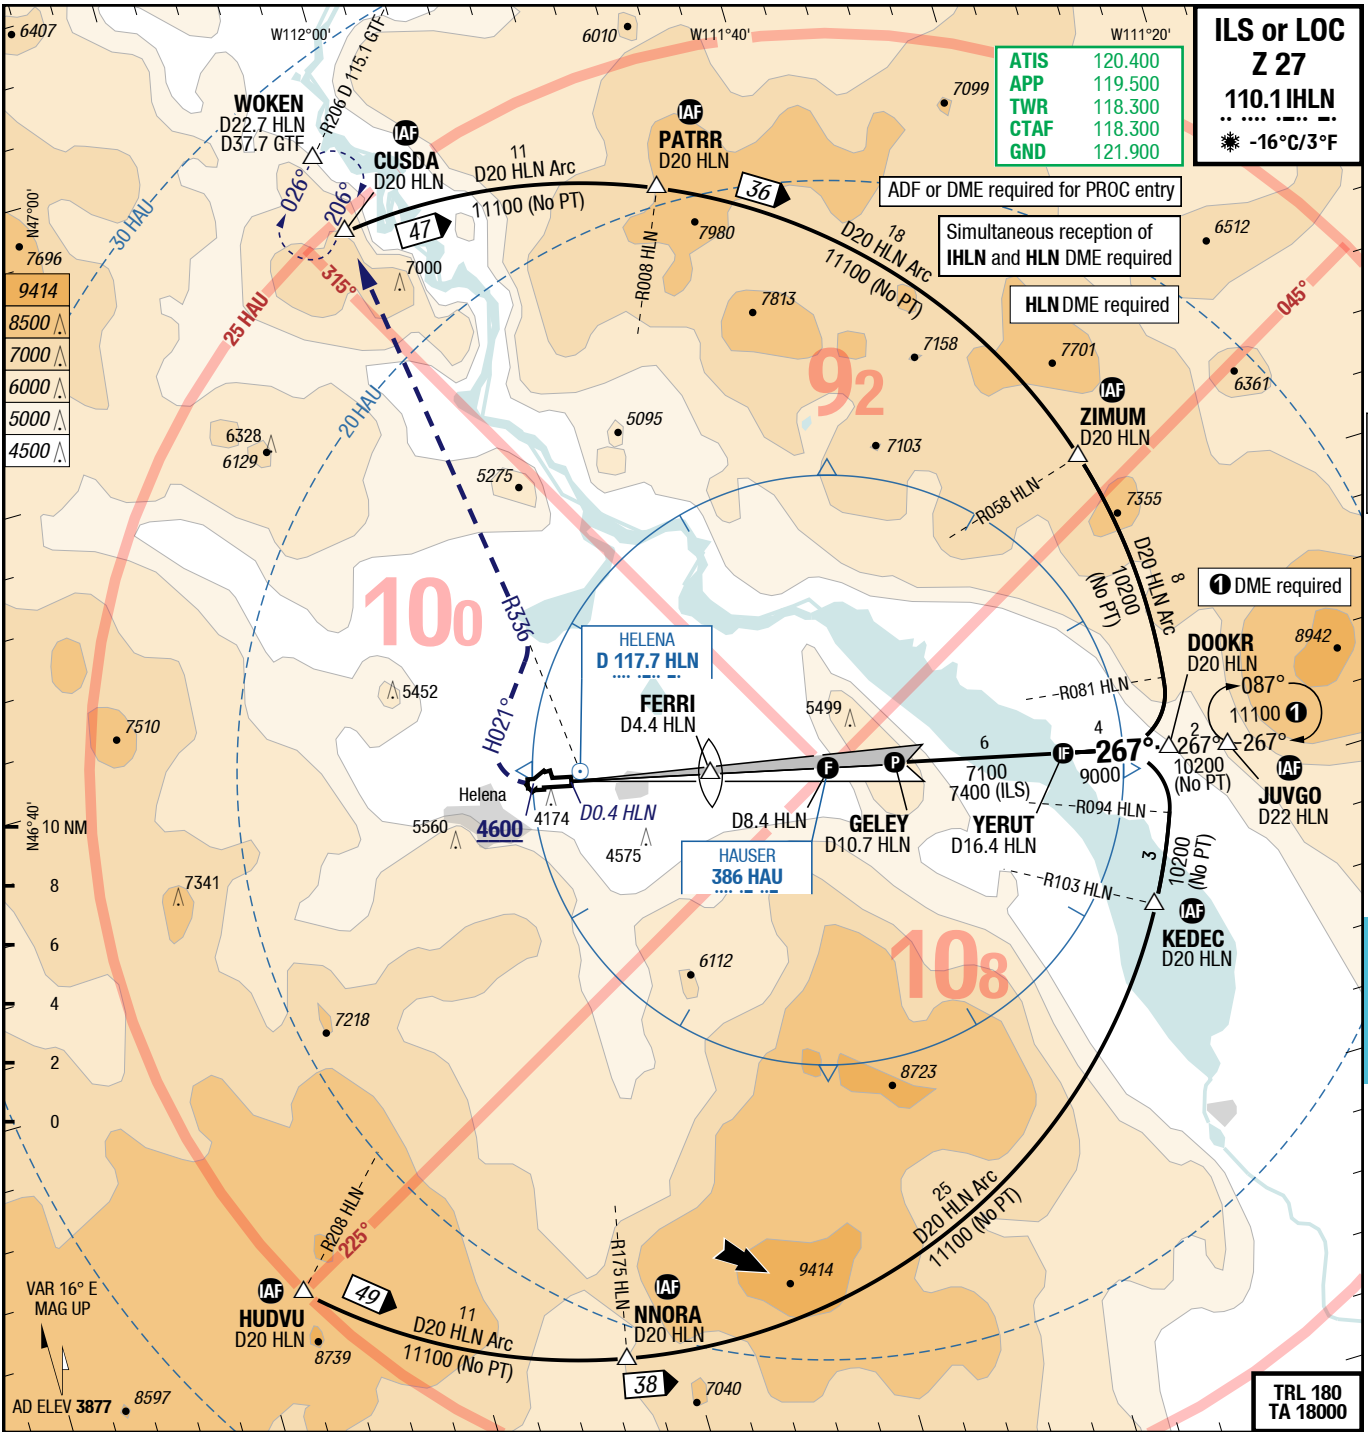 6407
W112°00'
6010
W111°40'
W111°20'
ILS or LOC
Z 27
110.1 IHLN
-16°C/3°F
ATIS 120.400
APP 119.500
TWR 118.300
CTAF 118.300
GND 121.900
7099
R206 D 115.1 GTF
WOKEN
D22.7 HLN
D37.7 GTF
IAF
CUSDA
D20 HLN
IAF
PATRR
D20 HLN
11
D20 HLN Arc
11100 (No PT)
36
ADF or DME required for PROC entry
Simultaneous reception of
IHLN and HLN DME required
HLN DME required
026°
206°
47
7000
315°
30 HAU
25 HAU
20 HAU
N47°00'
7696
9414
8500
7000
6000
5000
4500
R008 HLN
7980
18
D20 HLN Arc
11100 (No PT)
6512
045°
7813
7158
7701
6361
92
IAF
ZIMUM
D20 HLN
5095
7103
6328
6129
5275
R058 HLN
7355
8
D20 HLN Arc
10200
(No PT)
1 DME required
100
R336
H021°
HELENA
D 117.7 HLN
FERRI
D4.4 HLN
5499
5452
7510
DOOKR
D20 HLN
8942
R081 HLN
087°
11100 1
267°
4
267°
2
267°
10200
(No PT)
9000
IAF
JUVGO
D22 HLN
6
7100
7400 (ILS)
F
P
IF
Helena
4600
4174
D0.4 HLN
D8.4 HLN
GELEY
D10.7 HLN
YERUT
D16.4 HLN
R094 HLN
5560
4575
HAUSER
386 HAU
R103 HLN
3
10200
(No PT)
IAF
KEDEC
D20 HLN
N46°40'
10 NM
8
6
4
2
0
7341
6112
108
7218
8723
R208 HLN
225°
25
D20 HLN Arc
11100 (No PT)
R175 HLN
9414
VAR 16° E
MAG UP
IAF
HUDVU
D20 HLN
49
11
D20 HLN Arc
11100 (No PT)
IAF
NNORA
D20 HLN
38
8739
7040
AD ELEV 3877
8597
TRL 180
TA 18000